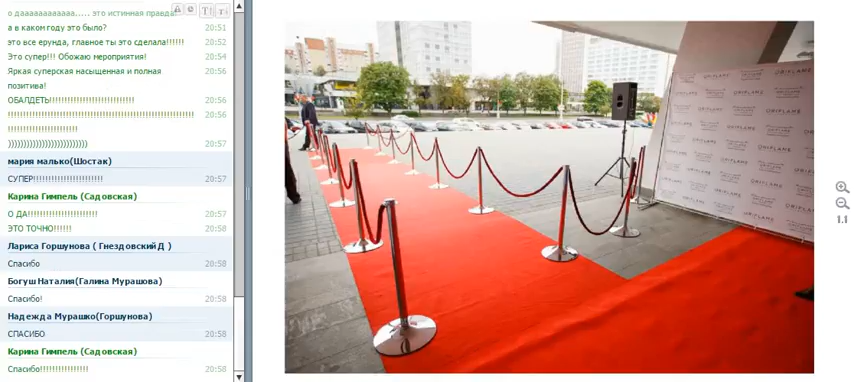 о даааааааааааа..... это истинная правда!
а в каком году это было? 20:51
это все ерунда, главное ты это сделала!!!!!! 20:52
Это супер!!! Обожаю мероприятия! 20:54
Яркая суперская насыщенная и полная 20:56
позитива!
ОБАЛДЕТЬ!!!!!!!!!!!!!!!!!!!!!!!!!!!! 20:56
!!!!!!!!!!!!!!!!!!!!!!!!!!!!!!!!!!!!!!!!!!!!!!!!!!!!!!!!!!!!!! 20:56
!!!!!!!!!!!!!!!!!!!!!!!
)))))))))))))))))))))))))) 20:57
мария малько(Шостак)
СУПЕР!!!!!!!!!!!!!!!!!!!!!!! 20:57
Карина Гимпель (Садовская)
О ДА!!!!!!!!!!!!!!!!!!!!!!! 20:57
ЭТО ТОЧНО!!!!!! 20:58
Лариса Горшунова ( Гнездовский Д )
Спасибо 20:58
Богуш Наталия(Галина Мурашова)
Спасибо! 20:58
Надежда Мурашко(Горшунова)
СПАСИБО 20:58
Карина Гимпель (Садовская)
Спасибо!!!!!!!!!!!!!!!! 20:58
ORIFLAME
1.1